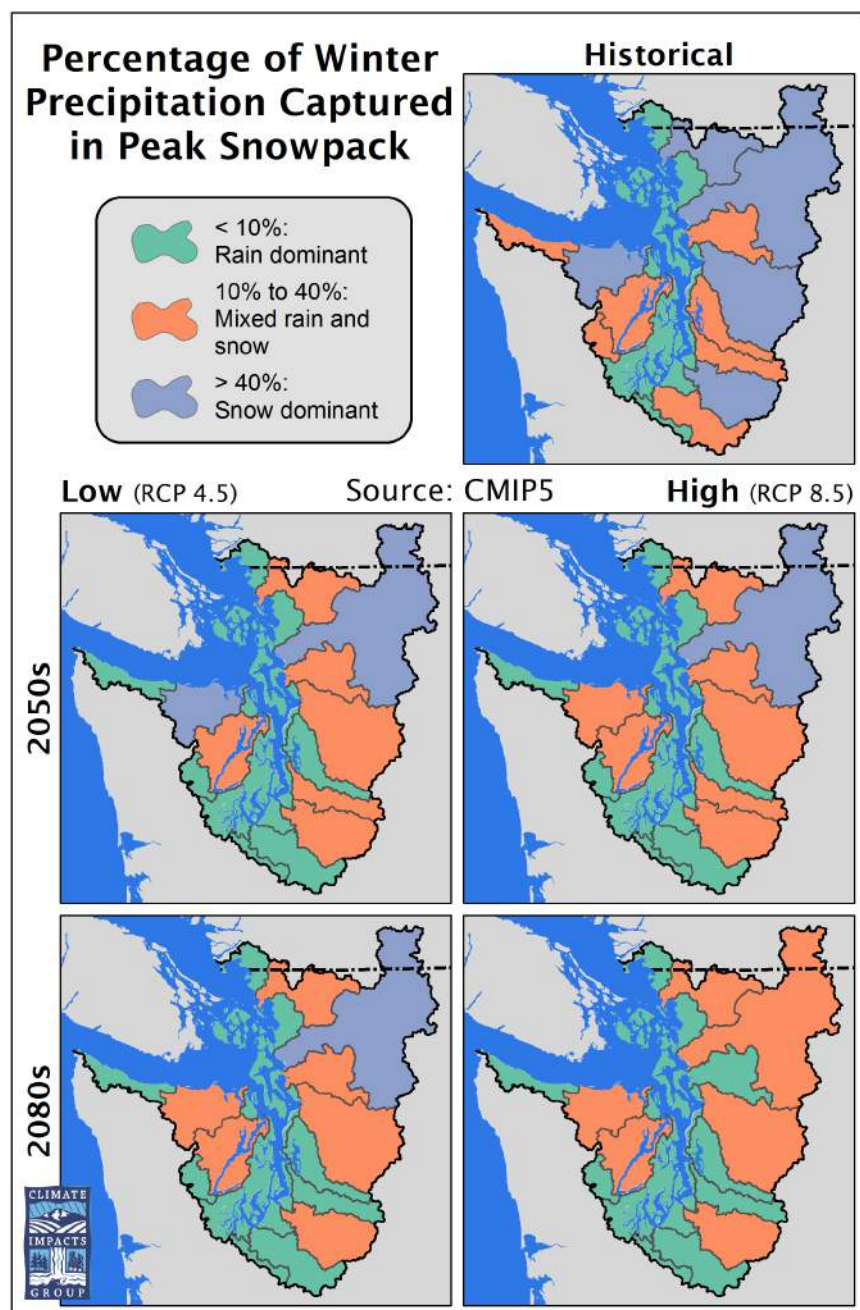 Percentage of Winter
Precipitation Captured
in Peak Snowpack
Historical
< 10%:
Rain dominant
10% to 40%:
Mixed rain and
snow
> 40%:
Snow dominant
Low (RCP 4.5)
Source: CMIP5
High (RCP 8.5)
2050s
2080s
CLIMATE
IMPACTS
GROUP